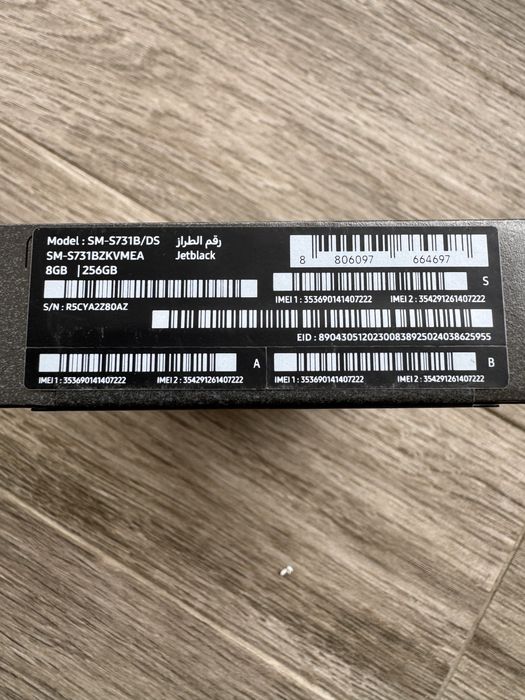 Model : SM-S731B/DS رقم الطراز
SM-S731BZKVMEA Jetblack
8GB | 256GB
8 806097 664697
S
IMEI 1 : 353690141407222 IMEI 2 : 354291261407222
S/N : R5CYA2Z80AZ
EID : 89043051202300838925024038625955
A
IMEI 1 : 353690141407222 IMEI 2 : 354291261407222
B
IMEI 1 : 353690141407222 IMEI 2 : 354291261407222